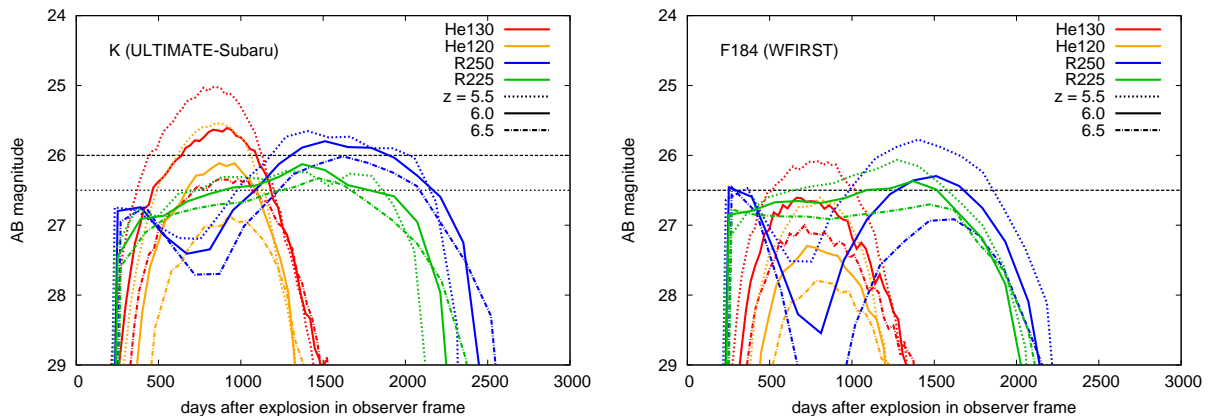 K (ULTIMATE-Subaru)
He130
He120
R250
R225
z = 5.5
6.0
6.5
24
25
26
27
28
29
AB magnitude
0 500 1000 1500 2000 2500 3000
days after explosion in observer frame
F184 (WFIRST)
He130
He120
R250
R225
z = 5.5
6.0
6.5
24
25
26
27
28
29
AB magnitude
0 500 1000 1500 2000 2500 3000
days after explosion in observer frame